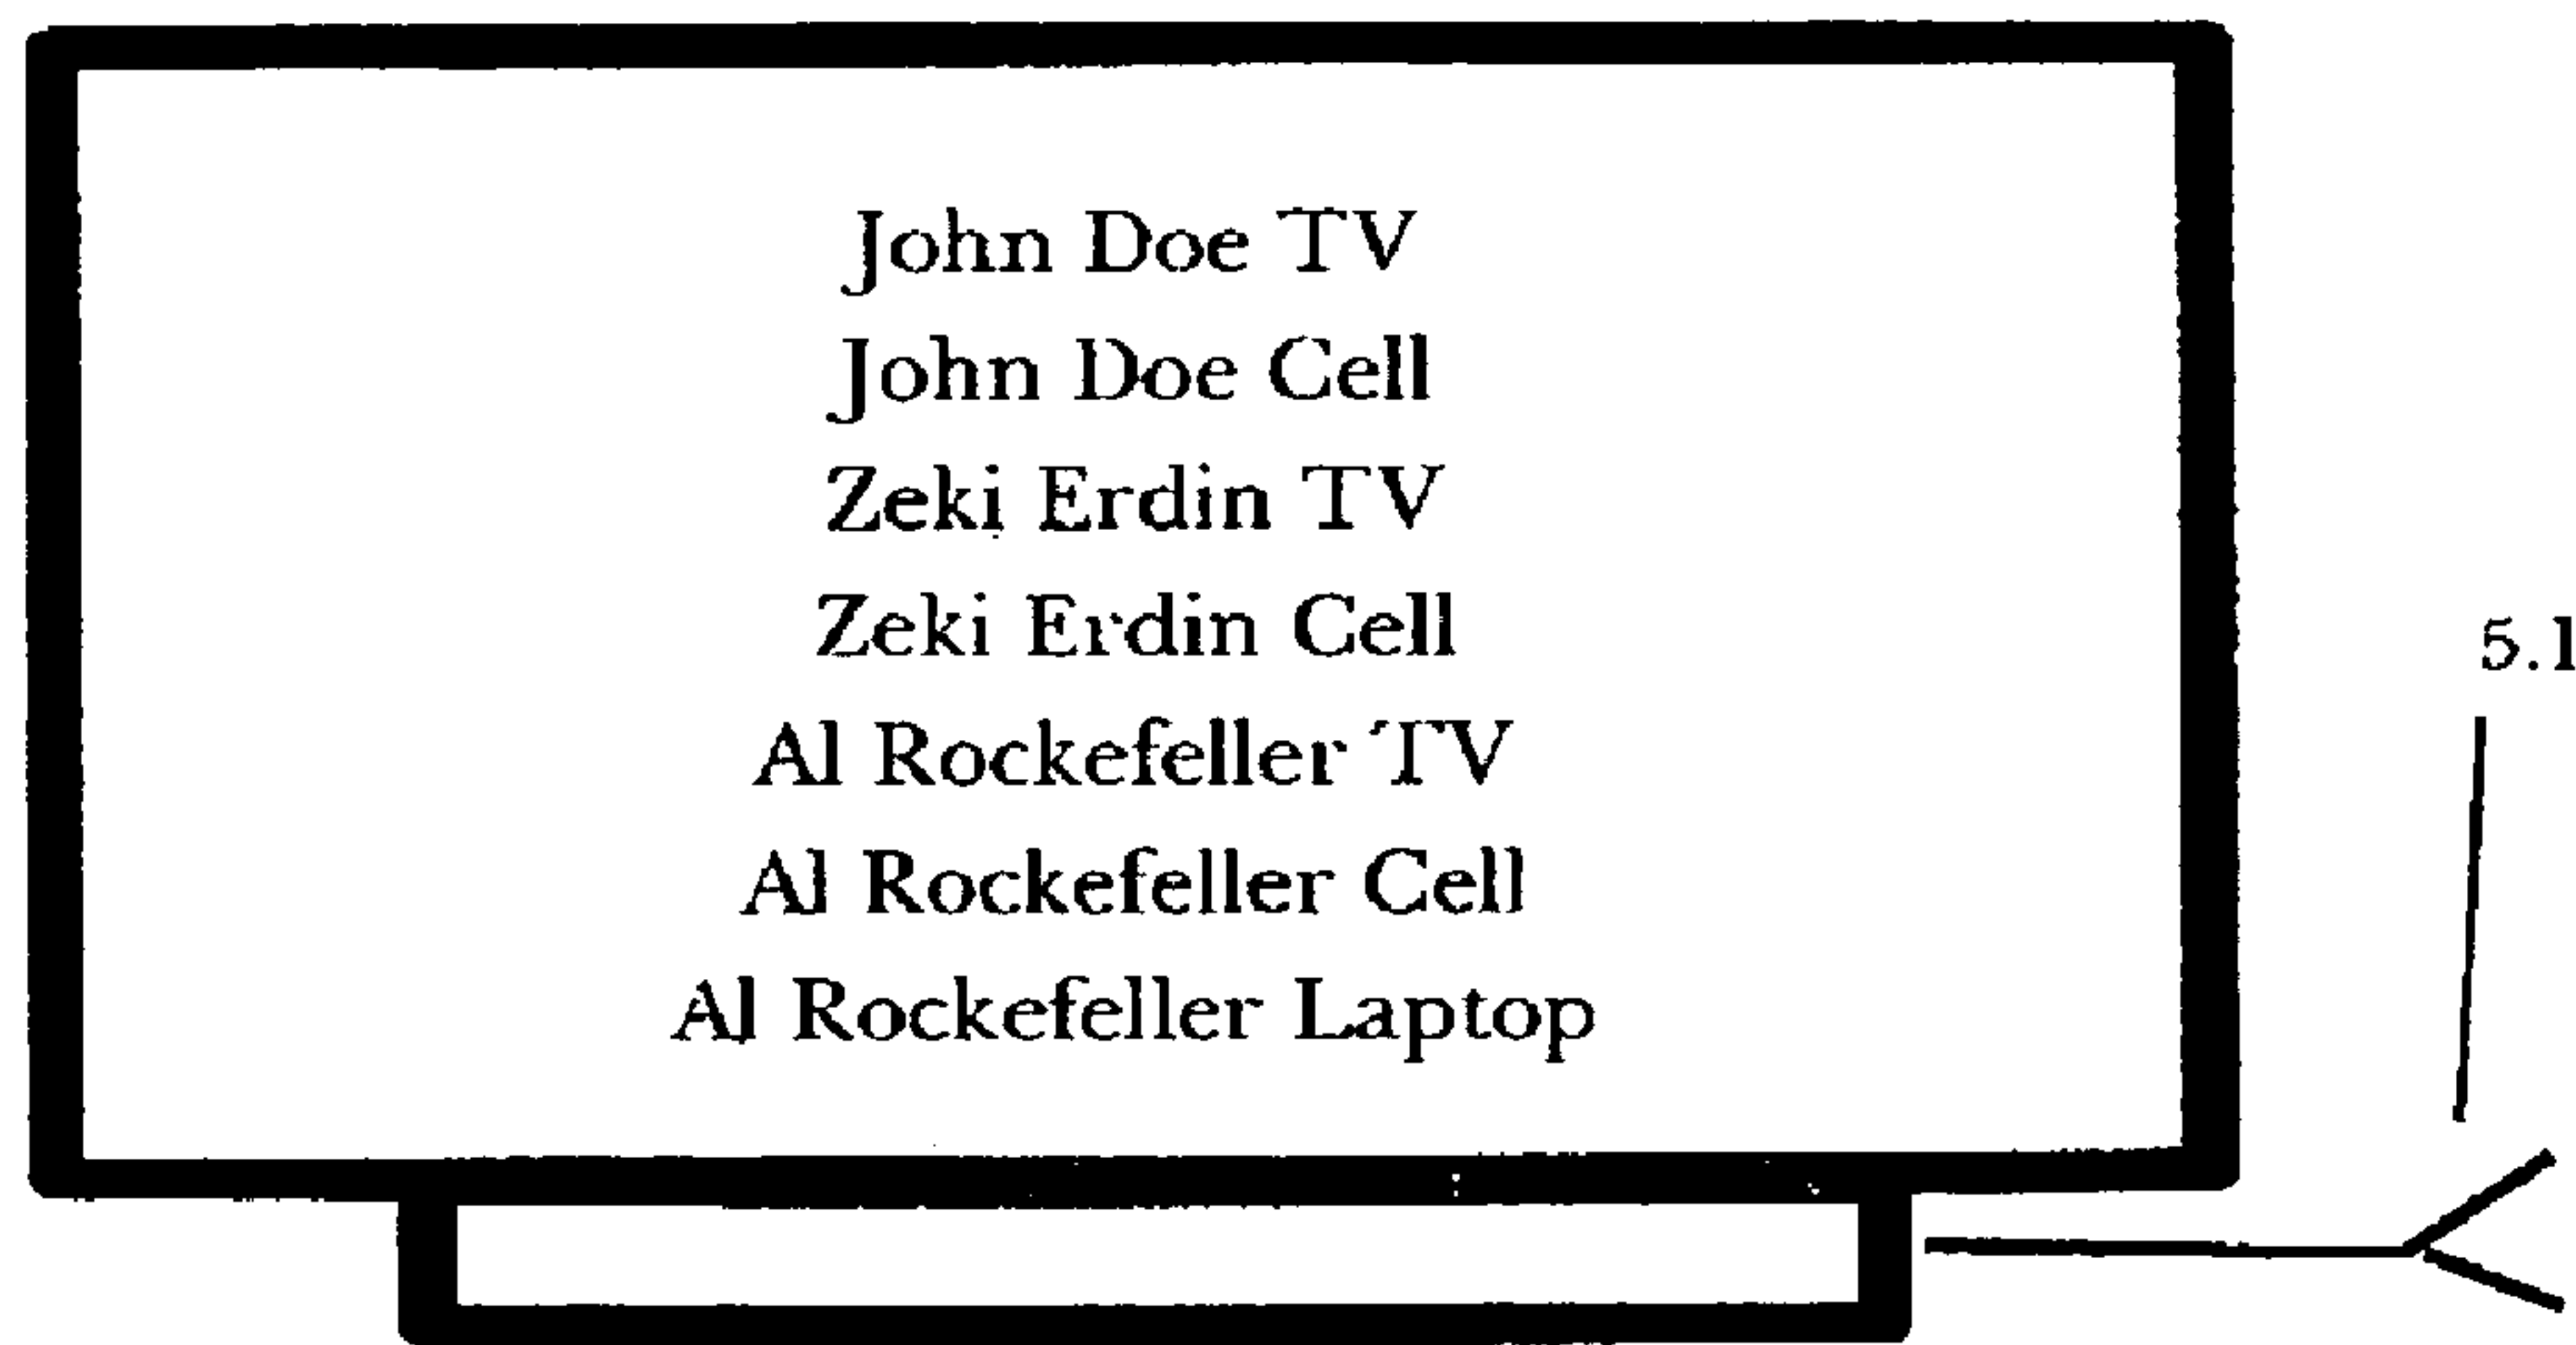 John Doe TV
John Doe Cell
Zeki Erdin TV
Zeki Erdin Cell
Al Rockefeller TV
Al Rockefeller Cell
Al Rockefeller Laptop
5.1